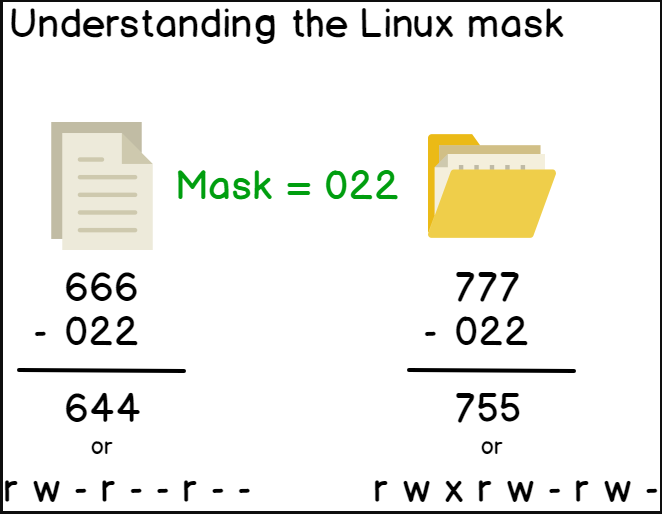 Understanding the Linux mask
Mask = 022
666
- 022
644
or
r w - r - - r - -
777
- 022
755
or
r w x r w - r w -